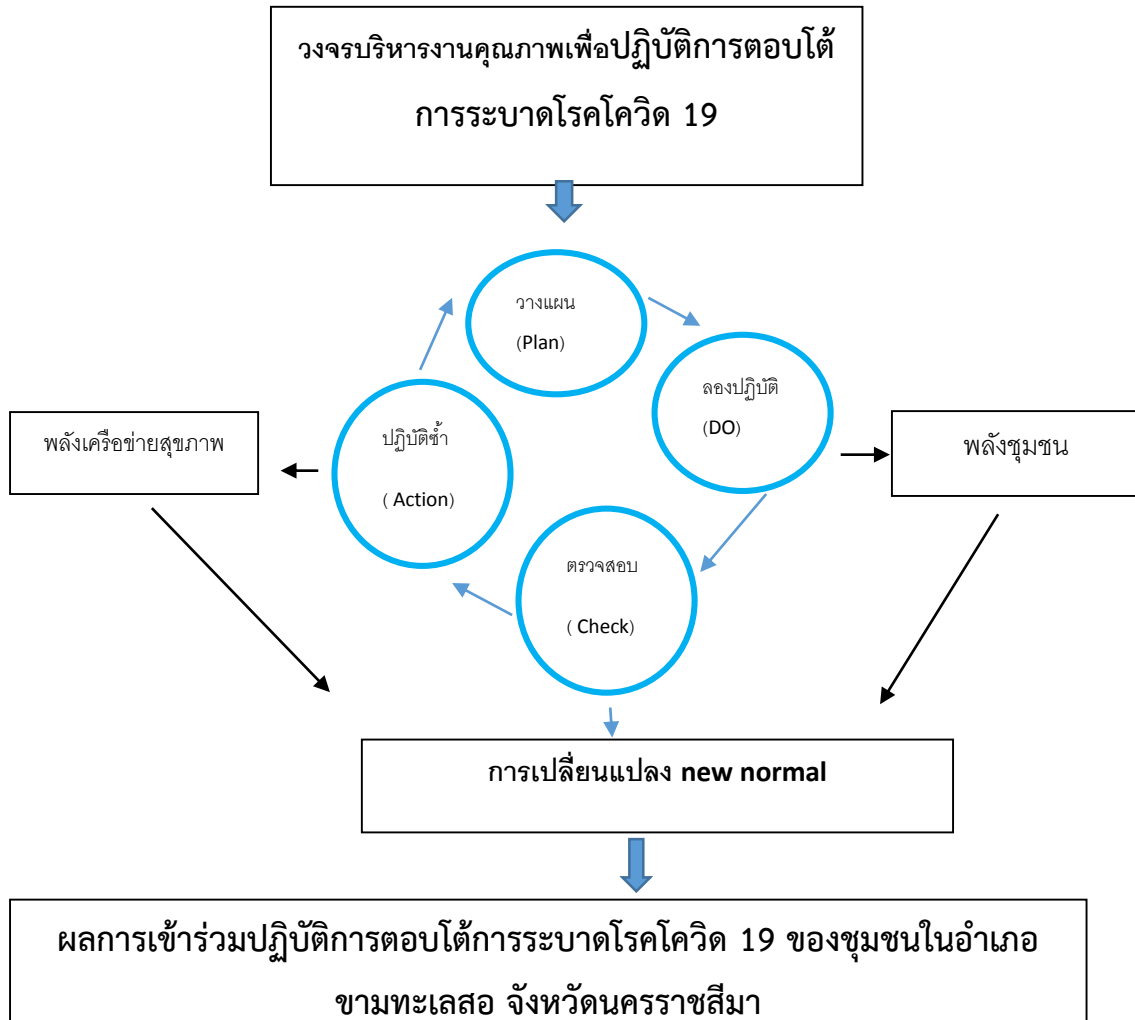 วงจรบริหารงานคุณภาพเพื่อปฏิบัติการตอบโต้
การระบาดโรคโควิด 19
วางแผน
(Plan)
ลองปฏิบัติ
(DO)
ปฏิบัติซ้ำ
( Action)
พลังเครือข่ายสุขภาพ
พลังชุมชน
ตรวจสอบ
( Check)
การเปลี่ยนแปลง new normal
ผลการเข้าร่วมปฏิบัติการตอบโต้การระบาดโรคโควิด 19 ของชุมชนในอำเภอ
ขามทะเลสอ จังหวัดนครราชสีมา